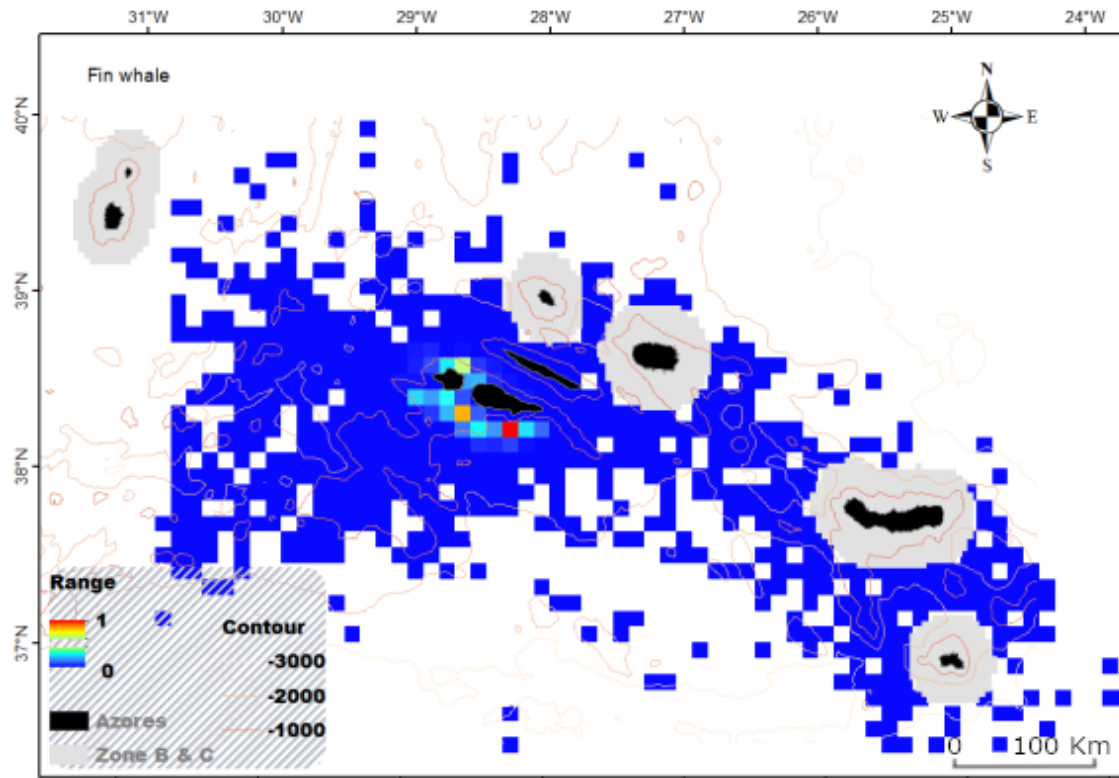 31°W 30°W 29°W 28°W 27°W 26°W 25°W 24°W
Fin whale
N
W E
S
40°N
39°N
38°N
37°N
Range
1
0
Contour
-3000
-2000
-1000
Azores
Zone B & C
0 100 Km